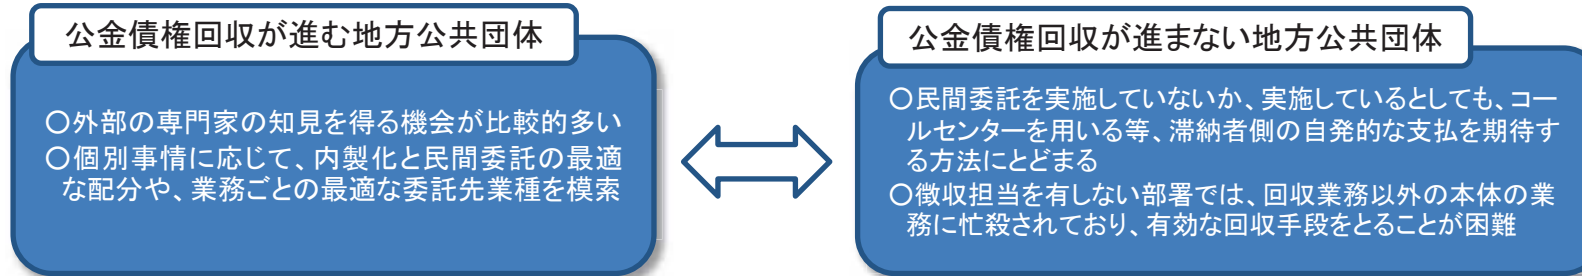 公金債権回収が進む地方公共団体
○外部の専門家の知見を得る機会が比較的多い
○個別事情に応じて、内製化と民間委託の最適
な配分や、業務ごとの最適な委託先業種を模索
公金債権回収が進まない地方公共団体
○民間委託を実施していないか、実施しているとしても、コー
ルセンターを用いる等、滞納者側の自発的な支払を期待す
る方法にとどまる
○徴収担当を有しない部署では、回収業務以外の本体の業
務に忙殺されており、有効な回収手段をとることが困難